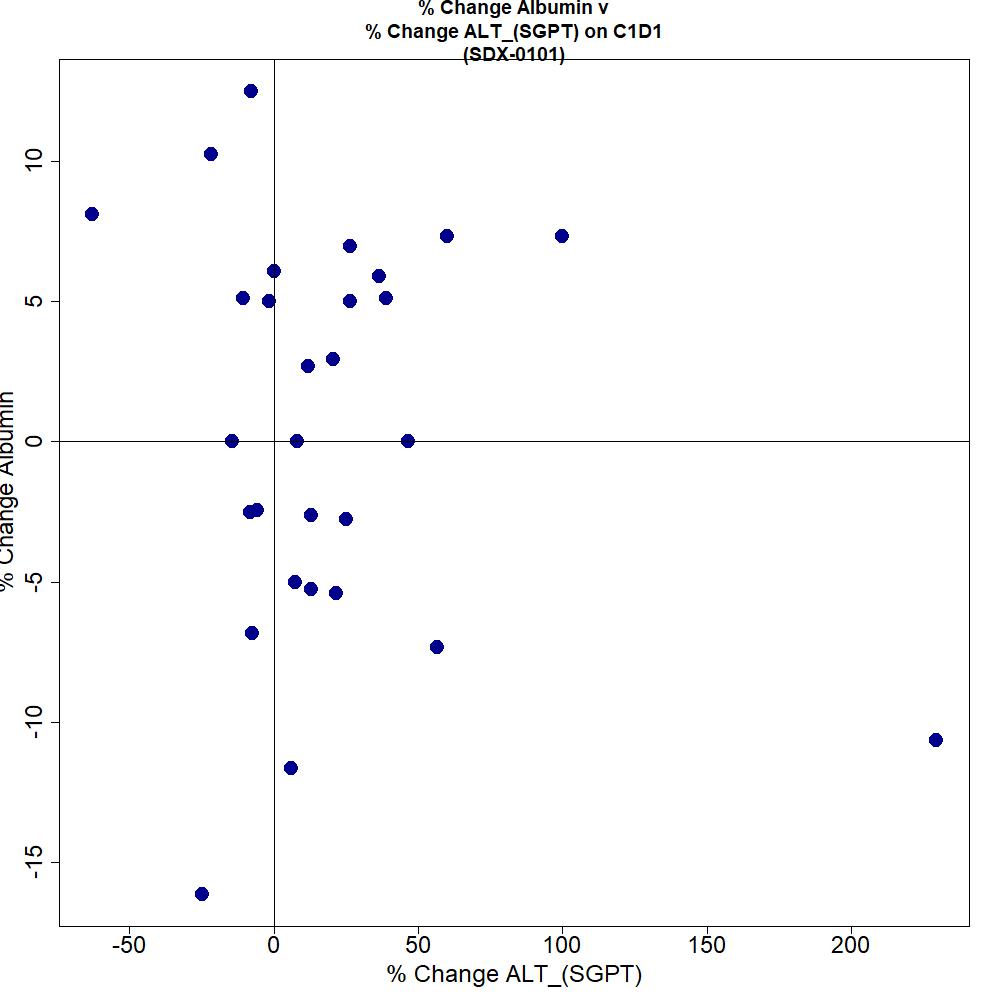 % Change Albumin v
% Change ALT_(SGPT) on C1D1
(SDX-0101)
% Change Albumin
10
5
0
-5
-10
-15
-50
0
50
100
150
200
% Change ALT_(SGPT)